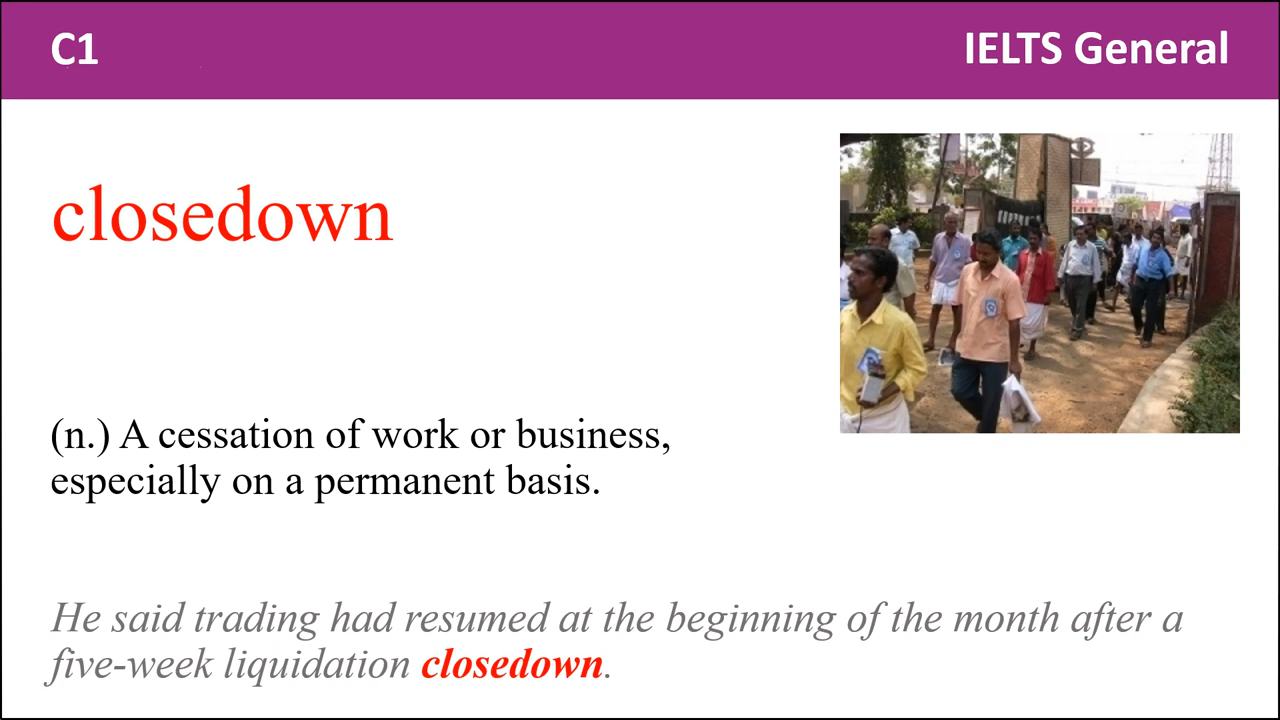 C1
IELTS General
closedown
(n.) A cessation of work or business,
especially on a permanent basis.
He said trading had resumed at the beginning of the month after a
five-week liquidation closedown.